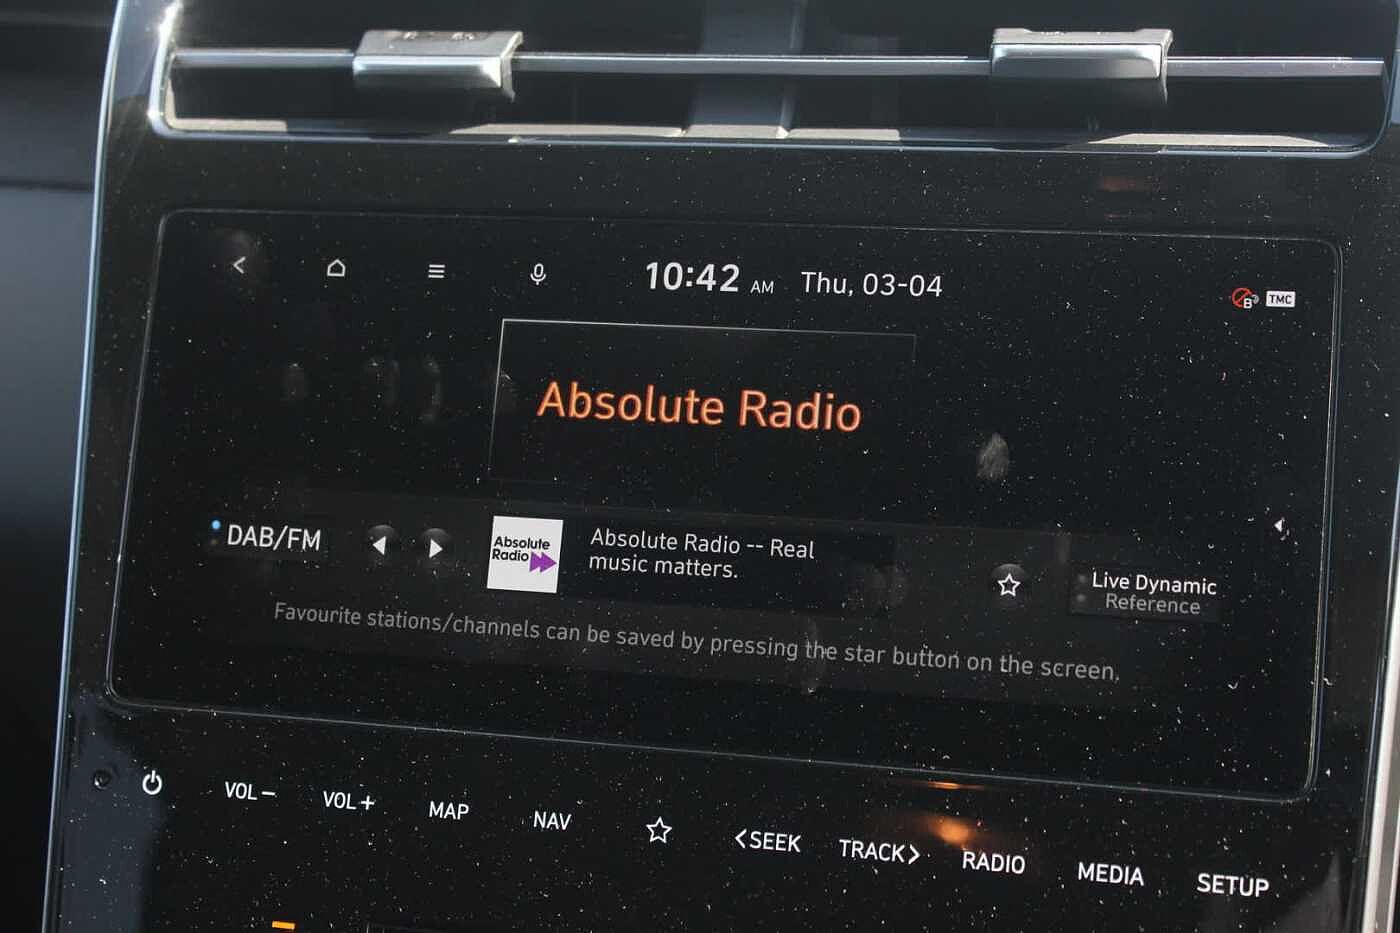 10:42 AM Thu, 03-04
B TMC
Absolute Radio
DAB/FM
Absolute
Radio
Absolute Radio -- Real
music matters.
Live Dynamic
Reference
Favourite stations/channels can be saved by pressing the star button on the screen.
VOL− VOL+ MAP NAV <SEEK TRACK> RADIO MEDIA SETUP